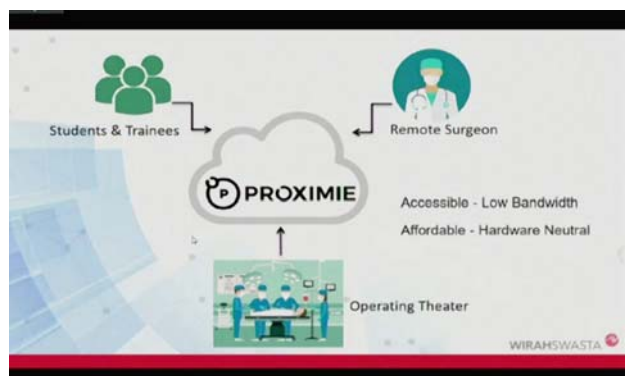 Students & Trainees
Remote Surgeon
P PROXIMIE
Accessible - Low Bandwidth
Affordable - Hardware Neutral
Operating Theater
WIRAHSWASTA